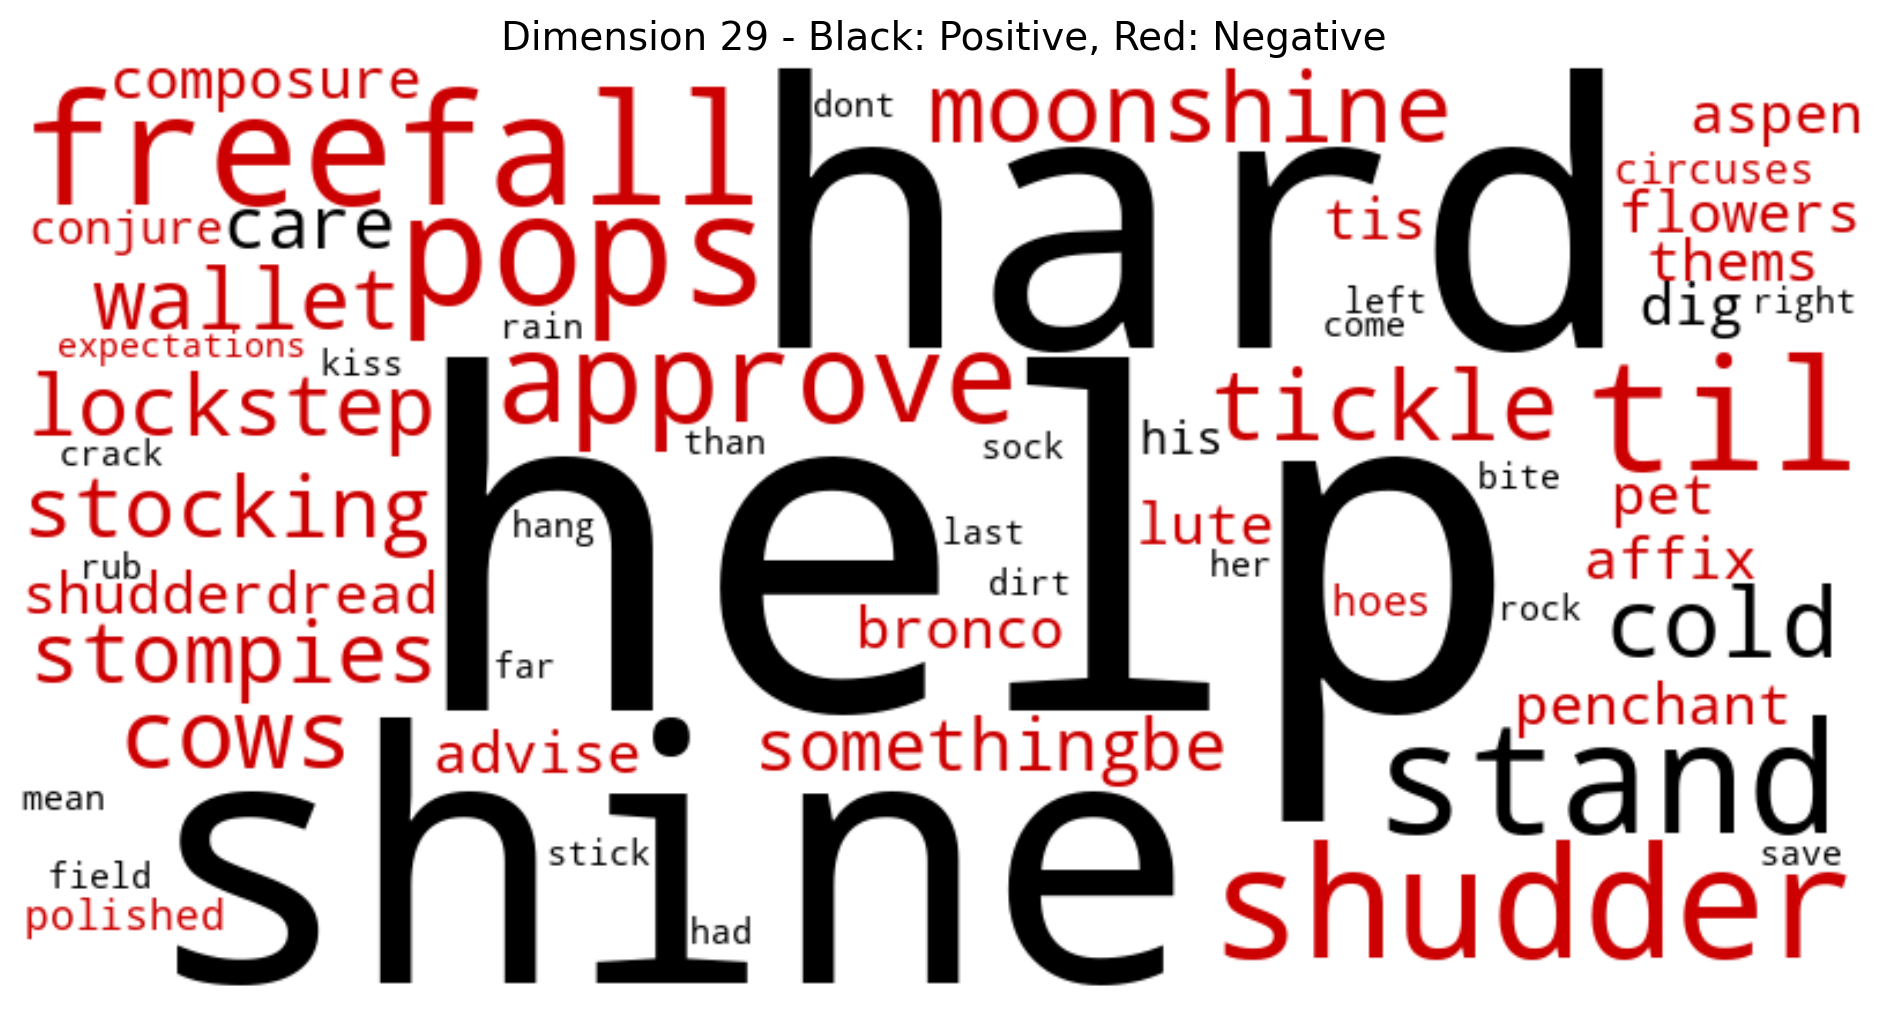 Dimension 29 - Black: Positive, Red: Negative
composure
freefall
hard
dont
moonshine
aspen
circuses
conjure
care
pops
tis
flowers
thems
wallet
rain
left
come
dig
right
expectations
kiss
lockstep
approve
tickle
til
crack
than
sock
his
bite
stocking
help
hang
last
lute
pet
rub
her
affix
shudderdread
dirt
hoes
rock
cold
stompies
far
bronco
penchant
cows
advise
somethingbe
stand
mean
shine
stick
save
field
shudder
polished
had